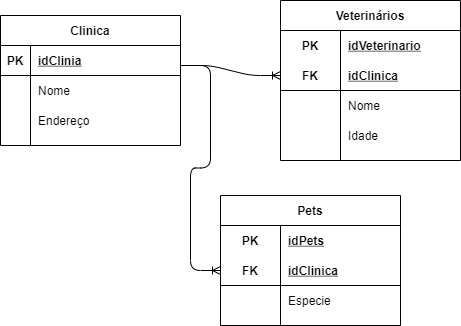 Clinica
PK idClinia
Nome
Endereço
Veterinários
PK idVeterinario
FK idClinica
Nome
Idade
Pets
PK idPets
FK idClinica
Especie